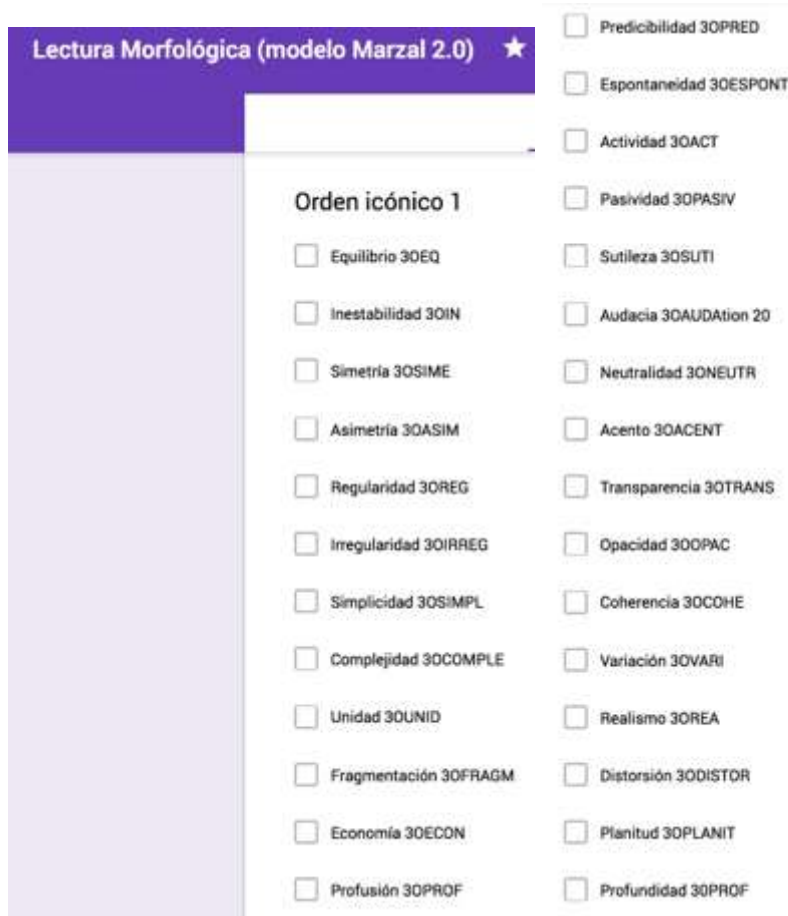 Lectura Morfológica (modelo Marzal 2.0) ★
Orden icónico 1
Equilibrio 3OEQ
Inestabilidad 3OIN
Simetría 3OSIME
Asimetría 3OASIM
Regularidad 3OREG
Irregularidad 3OIRREG
Simplicidad 3OSIMPL
Complejidad 3OCOMPLE
Unidad 3OUNID
Fragmentación 3OFRAGM
Economía 3OECON
Profusión 3OPROF
Predicibilidad 3OPRED
Espontaneidad 3OESPONT
Actividad 3OACT
Pasividad 3OPASIV
Sutileza 3OSUTI
Audacia 3OAUDAtion 20
Neutralidad 3ONEUTR
Acento 3OACENT
Transparencia 3OTRANS
Opacidad 3OOPAC
Coherencia 3OCOHE
Variación 3OVARI
Realismo 3OREA
Distorsión 3ODISTOR
Planitud 3OPLANIT
Profundidad 3OPROF